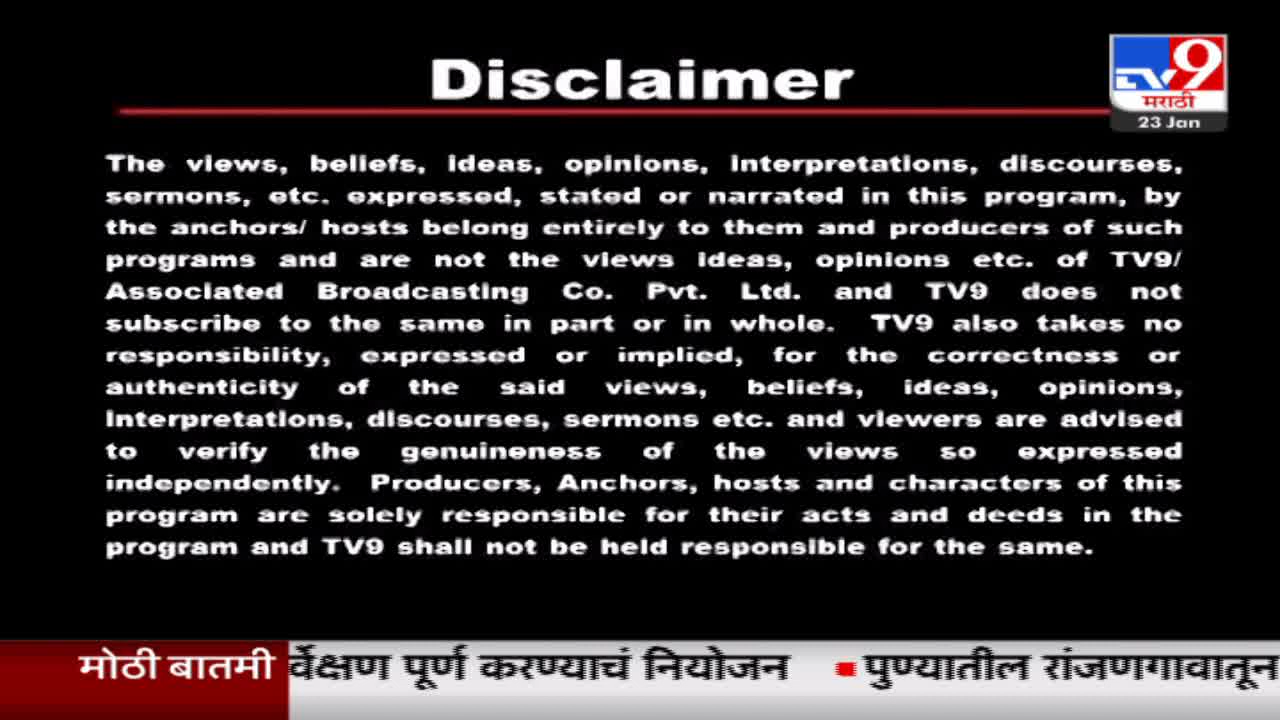 Disclaimer
TV9
मराठी
23 Jan
The views, beliefs, ideas, opinions, interpretations, discourses,
sermons, etc. expressed, stated or narrated in this program, by
the anchors/ hosts belong entirely to them and producers of such
programs and are not the views ideas, opinions etc. of TV9/
Associated Broadcasting Co. Pvt. Ltd. and TV9 does not
subscribe to the same in part or in whole. TV9 also takes no
responsibility, expressed or implied, for the correctness or
authenticity of the said views, beliefs, ideas, opinions,
interpretations, discourses, sermons etc. and viewers are advised
to verify the genuineness of the views so expressed
independently. Producers, Anchors, hosts and characters of this
program are solely responsible for their acts and deeds in the
program and TV9 shall not be held responsible for the same.
मोठी बातमी
पूर्ण करण्याचं नियोजन पुण्यातील रांजणगावातून